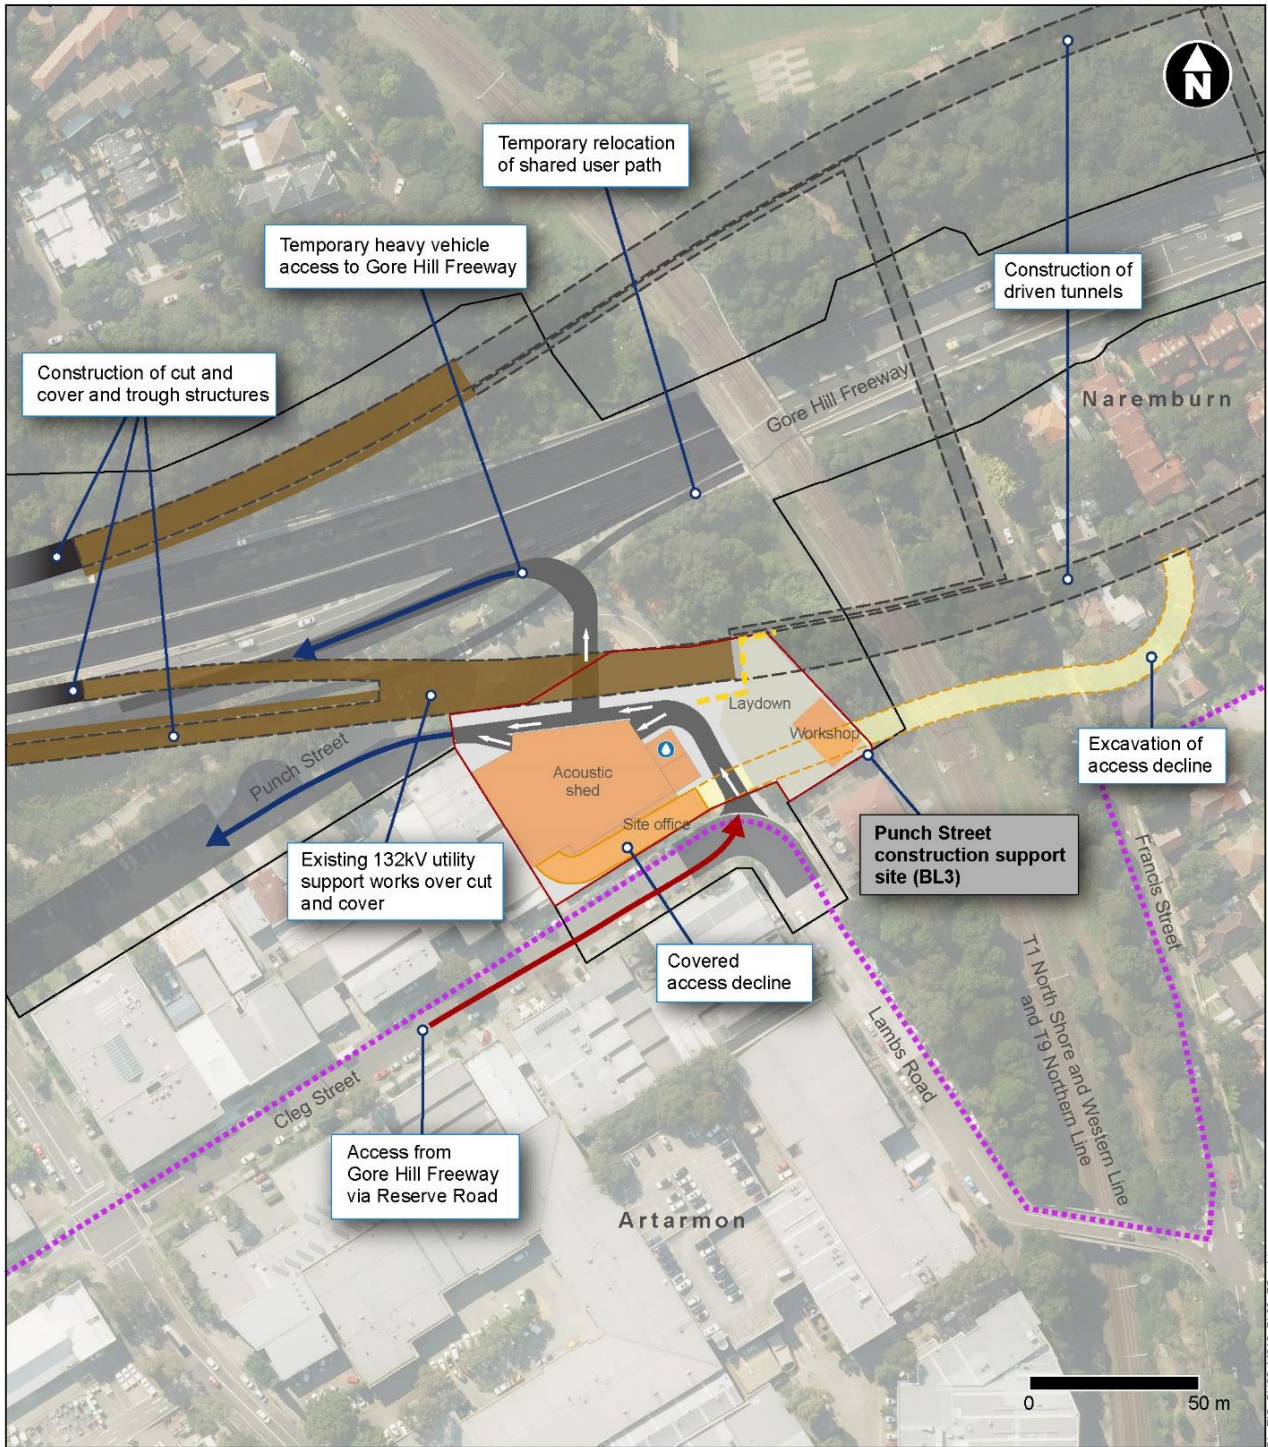 N
Temporary relocation
of shared user path
Temporary heavy vehicle
access to Gore Hill Freeway
Construction of
driven tunnels
Construction of cut and
cover and trough structures
Gore Hill Freeway
Naremburn
Laydown
Workshop
Excavation of
access decline
Punch Street
Acoustic
shed
Site office
Punch Street
construction support
site (BL3)
Existing 132kV utility
support works over cut
and cover
Francis Street
Covered
access decline
T1 North Shore and Western Line
and T9 Northern Line
Lambs Road
Cleg Street
Access from
Gore Hill Freeway
via Reserve Road
Artarmon
0 50 m